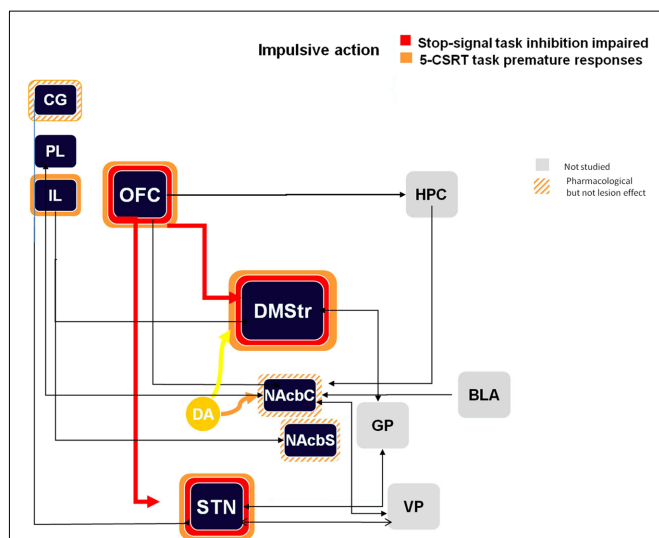 Impulsive action
Stop-signal task inhibition impaired
5-CSRT task premature responses
CG
PL
IL
OFC
HPC
Not studied
Pharmacological
but not lesion effect
DMStr
NAcbC
BLA
DA
GP
NAcbS
STN
VP